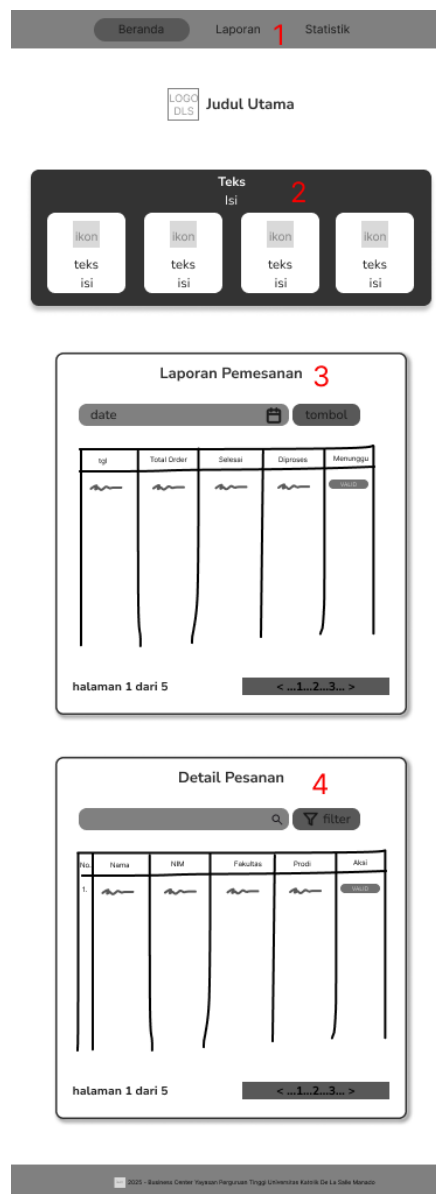 Beranda Laporan 1 Statistik
LOGO
DLS
Judul Utama
Teks
Isi
2
ikon ikon ikon ikon
teks teks teks teks
isi isi isi isi
Laporan Pemesanan 3
date tombol
tgl Total Order Selesai Diproses Menunggu
VALID
halaman 1 dari 5 < ...1...2...3... >
Detail Pesanan 4
filter
No. Nama NIM Fakultas Prodi Aksi
1. VALID
halaman 1 dari 5 < ...1...2...3... >
2025 - Business Center Yayasan Perguruan Tinggi Universitas Katolik De La Salle Manado